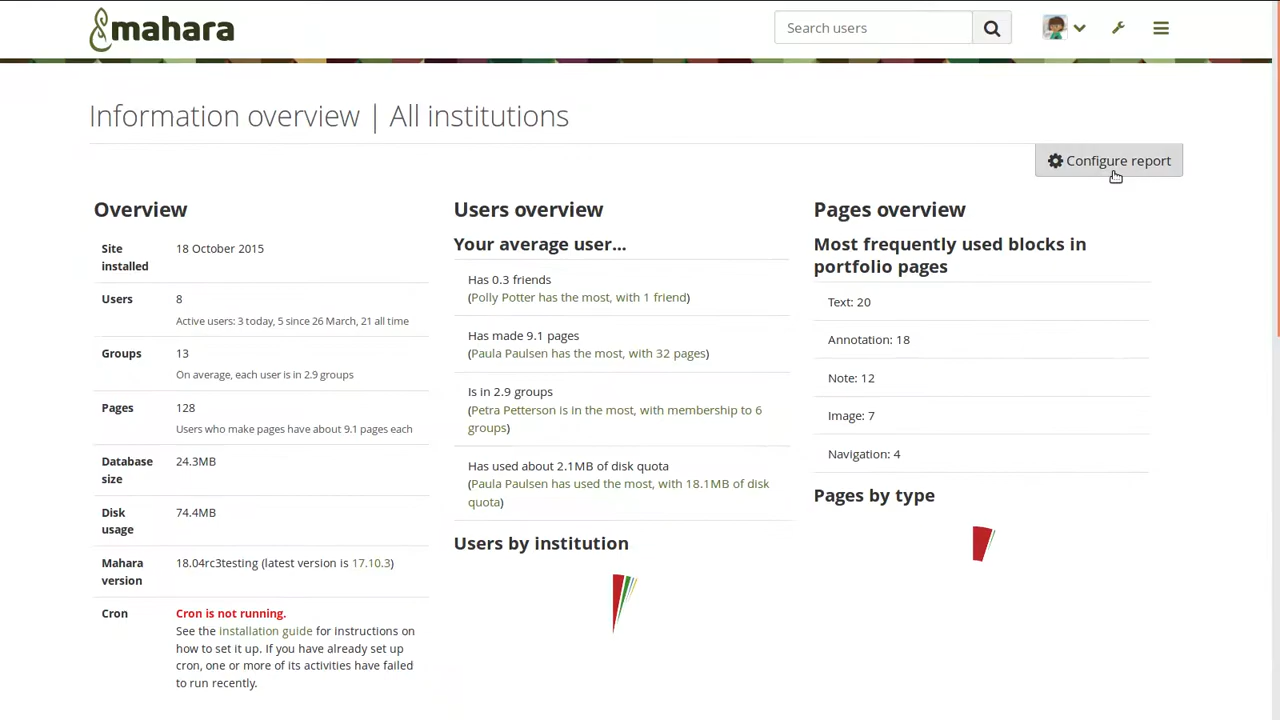 mahara
Search users
Information overview | All institutions
Configure report
Overview
Site
installed
18 October 2015
Users
8
Active users: 3 today, 5 since 26 March, 21 all time
Groups
13
On average, each user is in 2.9 groups
Pages
128
Users who make pages have about 9.1 pages each
Database
size
24.3MB
Disk
usage
74.4MB
Mahara
version
18.04rc3testing (latest version is 17.10.3)
Cron
Cron is not running.
See the installation guide for instructions on
how to set it up. If you have already set up
cron, one or more of its activities have failed
to run recently.
Users overview
Your average user...
Has 0.3 friends
(Polly Potter has the most, with 1 friend)
Has made 9.1 pages
(Paula Paulsen has the most, with 32 pages)
Is in 2.9 groups
(Petra Petterson is in the most, with membership to 6
groups)
Has used about 2.1MB of disk quota
(Paula Paulsen has used the most, with 18.1MB of disk
quota)
Users by institution
Pages overview
Most frequently used blocks in
portfolio pages
Text: 20
Annotation: 18
Note: 12
Image: 7
Navigation: 4
Pages by type